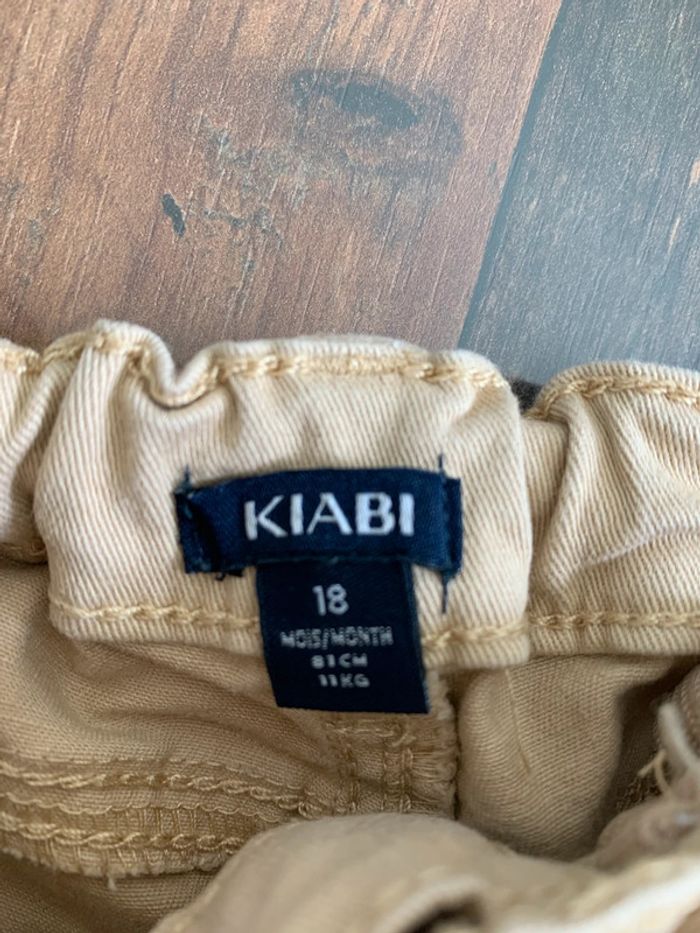 KIABI
18
MOIS/MONTH
81CM
11KG